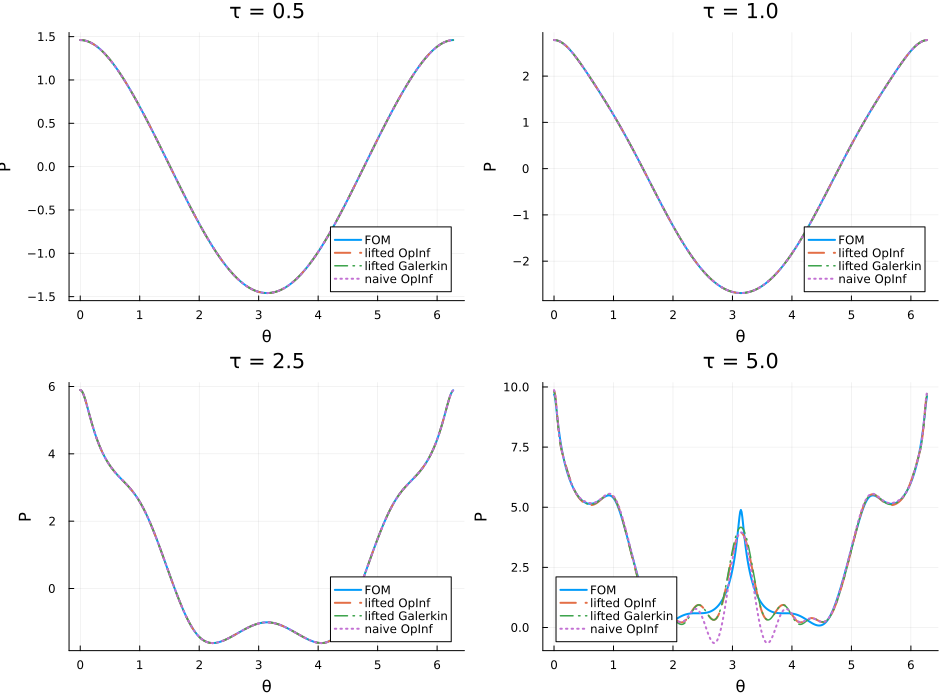 τ = 0.5
1.5
1.0
0.5
0.0
−0.5
−1.0
−1.5
P
0 1 2 3 4 5 6
θ
FOM
lifted OpInf
lifted Galerkin
naive OpInf
τ = 1.0
2
1
0
−1
−2
P
0 1 2 3 4 5 6
θ
FOM
lifted OpInf
lifted Galerkin
naive OpInf
τ = 2.5
6
4
2
0
P
0 1 2 3 4 5 6
θ
FOM
lifted OpInf
lifted Galerkin
naive OpInf
τ = 5.0
10.0
7.5
5.0
2.5
0.0
P
0 1 2 3 4 5 6
θ
FOM
lifted OpInf
lifted Galerkin
naive OpInf